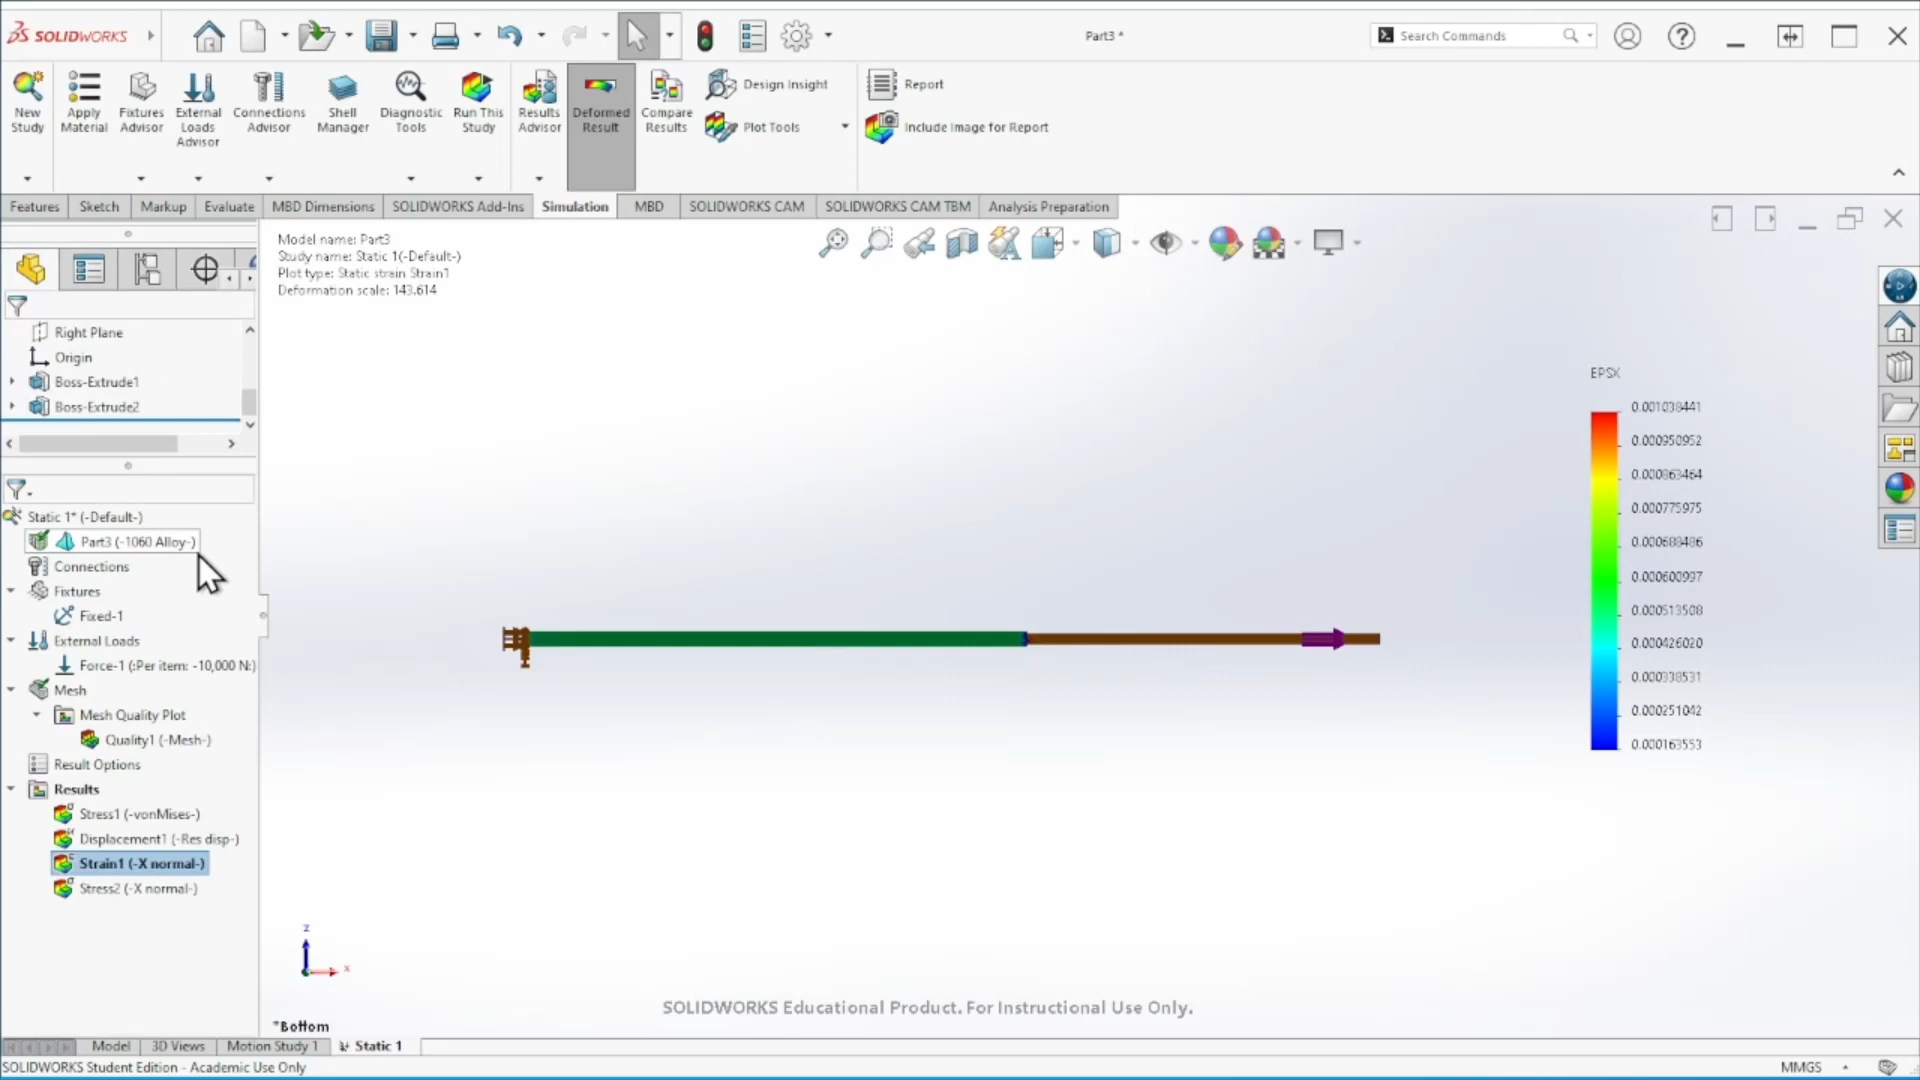 SOLIDWORKS
Part3 *
Search Commands
New Study
Apply Material
Fixtures Advisor
External Loads Advisor
Connections Advisor
Shell Manager
Diagnostic Tools
Run This Study
Results Advisor
Deformed Result
Compare Results
Design Insight
Plot Tools
Report
Include Image for Report
Features
Sketch
Markup
Evaluate
MBD Dimensions
SOLIDWORKS Add-Ins
Simulation
MBD
SOLIDWORKS CAM
SOLIDWORKS CAM TBM
Analysis Preparation
Model name: Part3
Study name: Static 1(-Default-)
Plot type: Static strain Strain1
Deformation scale: 143.614
Right Plane
Origin
Boss-Extrude1
Boss-Extrude2
Static 1* (-Default-)
Part3 (-1060 Alloy-)
Connections
Fixtures
Fixed-1
External Loads
Force-1 (:Per item: -10,000 N:)
Mesh
Mesh Quality Plot
Quality1 (-Mesh-)
Result Options
Results
Stress1 (-vonMises-)
Displacement1 (-Res disp-)
Strain1 (-X normal-)
Stress2 (-X normal-)
EPSX
0.001038441
0.000950952
0.000863464
0.000775975
0.000688486
0.000600997
0.000513508
0.000426020
0.000338531
0.000251042
0.000163553
z
x
SOLIDWORKS Educational Product. For Instructional Use Only.
*Bottom
Model
3D Views
Motion Study 1
Static 1
SOLIDWORKS Student Edition - Academic Use Only
MMGS